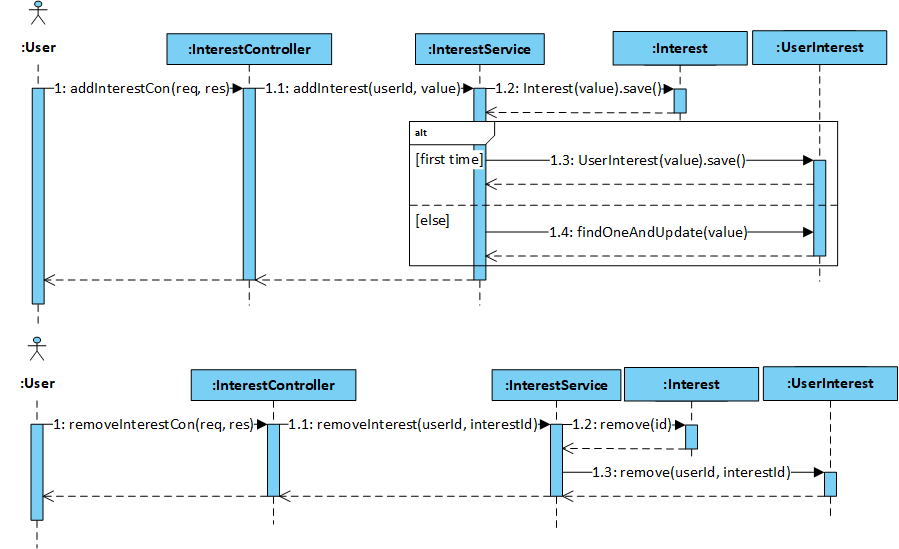 :User
:InterestController
:InterestService
:Interest
:UserInterest
1: addInterestCon(req, res)
1.1: addInterest(userId, value)
1.2: Interest(value).save()
alt
[first time]
1.3: UserInterest(value).save()
[else]
1.4: findOneAndUpdate(value)
:User
:InterestController
:InterestService
:Interest
:UserInterest
1: removeInterestCon(req, res)
1.1: removeInterest(userId, interestId)
1.2: remove(id)
1.3: remove(userId, interestId)